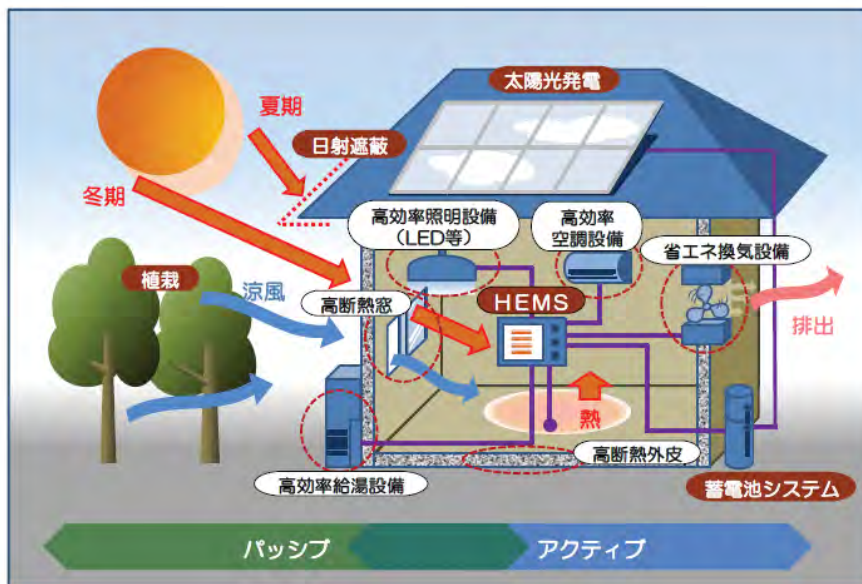 太陽光発電
夏期
日射遮蔽
冬期
高効率照明設備
（LED等）
高効率
空調設備
省エネ換気設備
植栽
涼風
高断熱窓
HEMS
排出
熱
高断熱外皮
高効率給湯設備
蓄電池システム
パッシブ
アクティブ